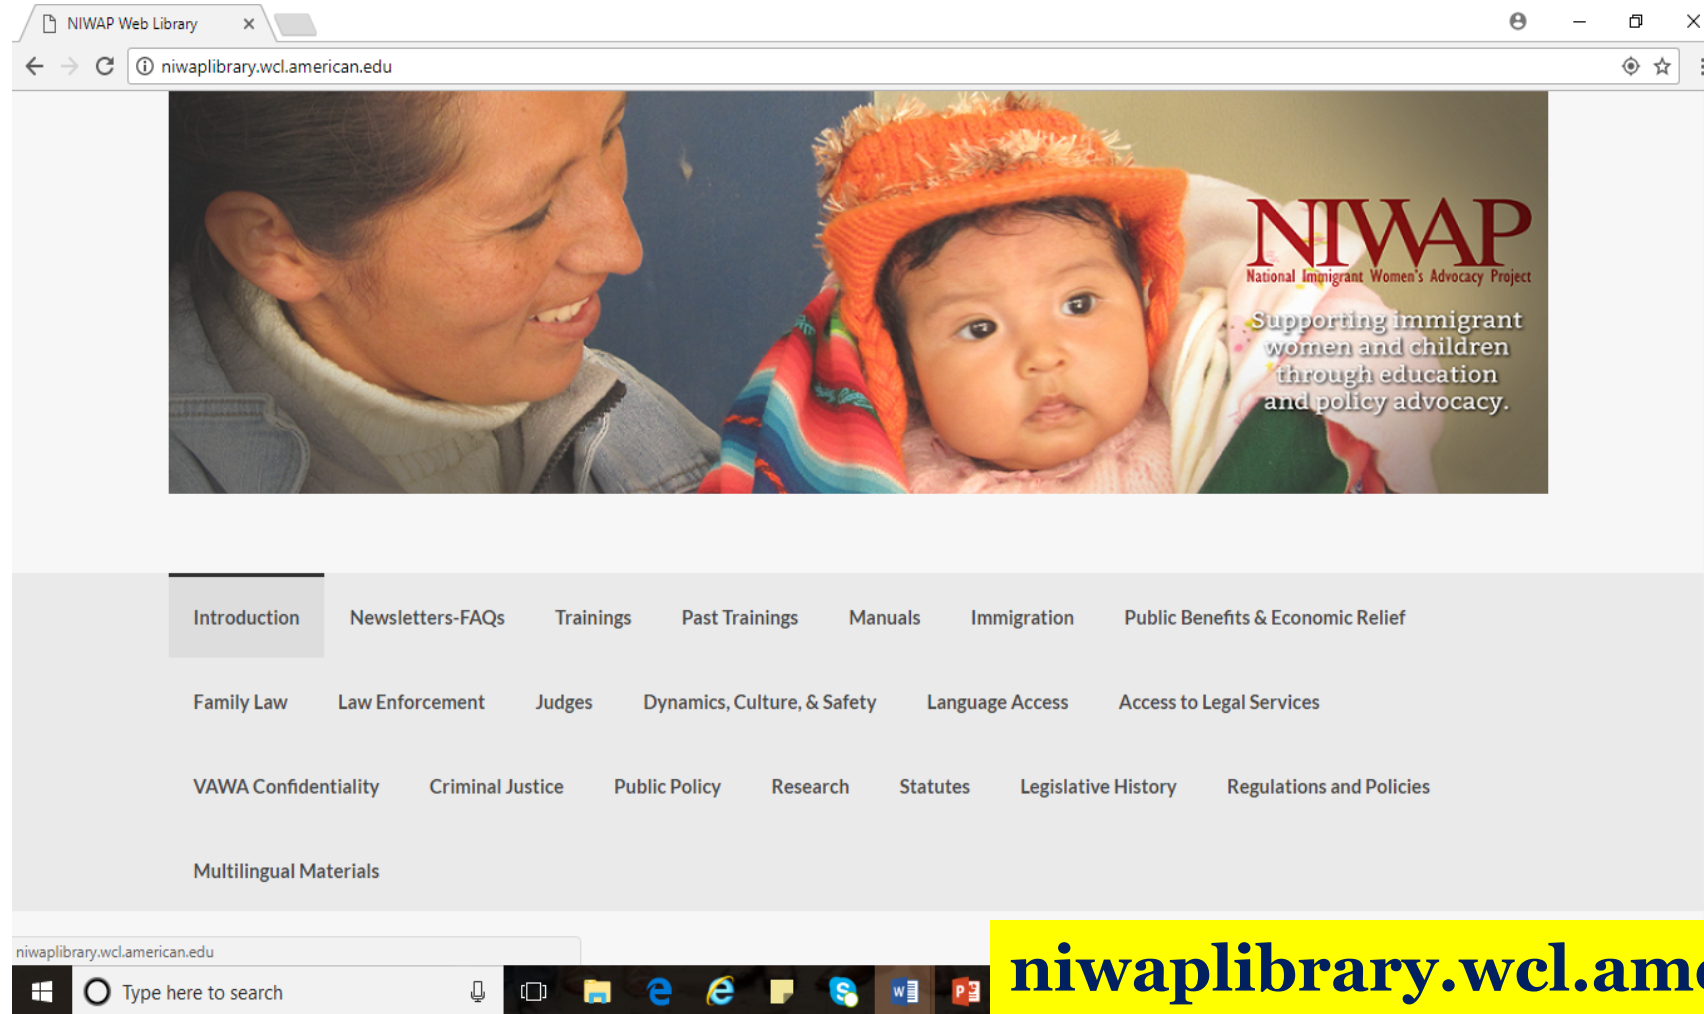 NIWAP Web Library
niwaplibrary.wcl.american.edu
NIWAP
National Immigrant Women's Advocacy Project
Supporting immigrant
women and children
through education
and policy advocacy.
Introduction Newsletters-FAQs Trainings Past Trainings Manuals Immigration Public Benefits & Economic Relief
Family Law Law Enforcement Judges Dynamics, Culture, & Safety Language Access Access to Legal Services
VAWA Confidentiality Criminal Justice Public Policy Research Statutes Legislative History Regulations and Policies
Multilingual Materials
niwaplibrary.wcl.american.edu
Type here to search
niwaplibrary.wcl.ame